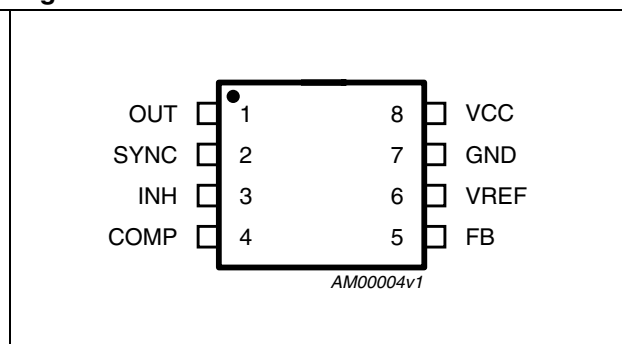 OUT 1 8 VCC
SYNC 2 7 GND
INH 3 6 VREF
COMP 4 5 FB
AM00004v1